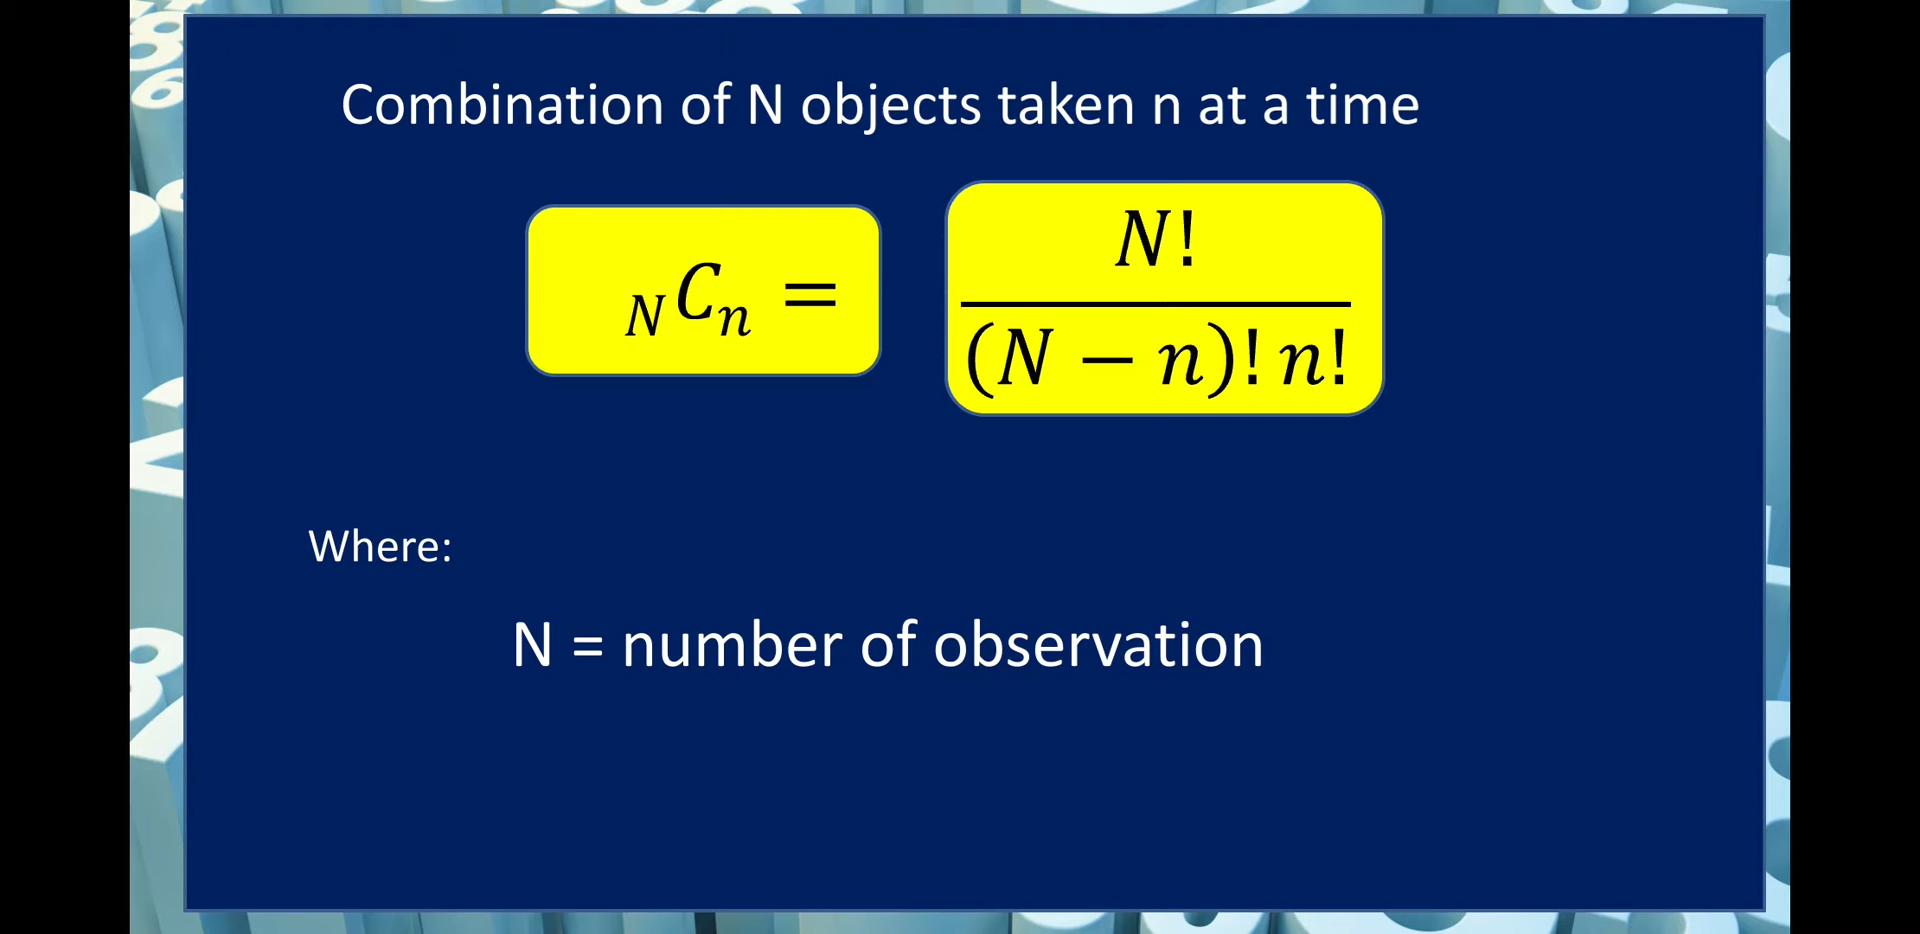 Combination of N objects taken n at a time
NCn = N! / (N − n)! n!
Where:
N = number of observation